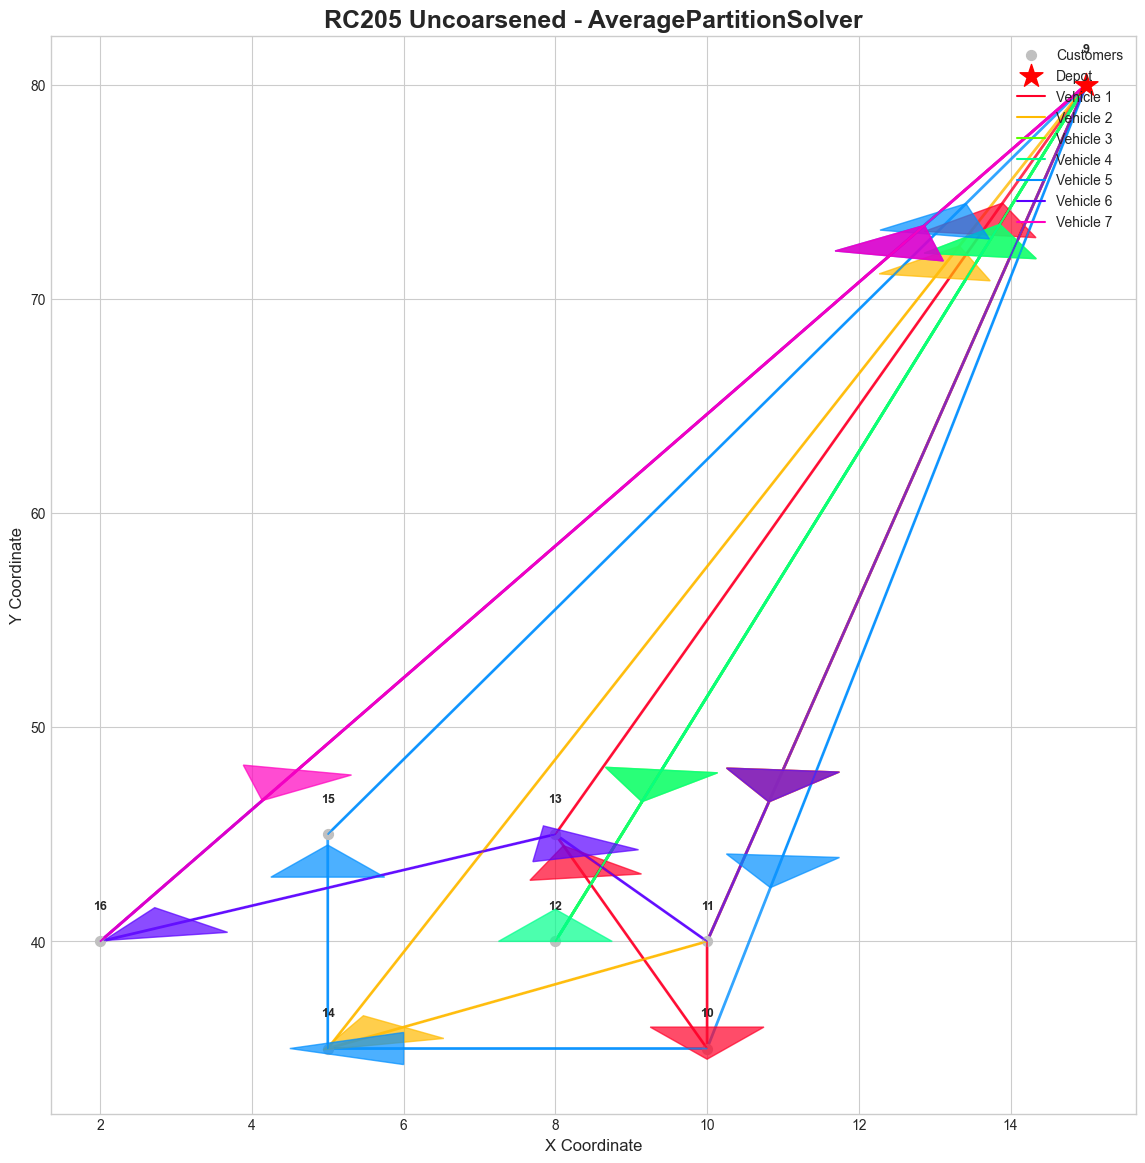 RC205 Uncoarsened - AveragePartitionSolver
9
Customers
Depot
Vehicle 1
Vehicle 2
Vehicle 3
Vehicle 4
Vehicle 5
Vehicle 6
Vehicle 7
80
70
60
50
40
15
13
16
12
11
14
10
2
4
6
8
10
12
14
X Coordinate
Y Coordinate